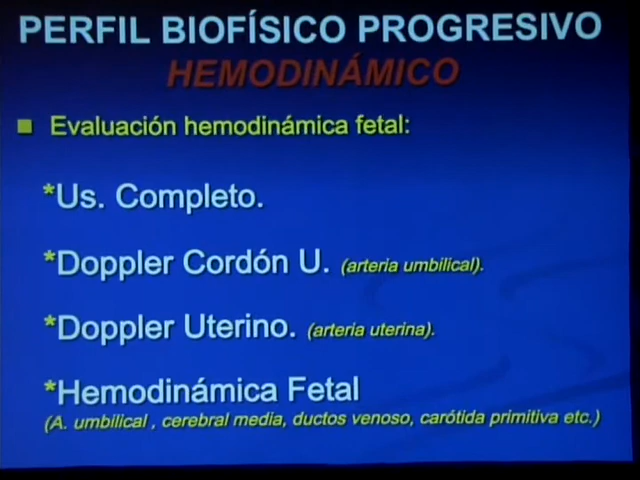 PERFIL BIOFÍSICO PROGRESIVO
HEMODINÁMICO
Evaluación hemodinámica fetal:
*Us. Completo.
*Doppler Cordón U. (arteria umbilical).
*Doppler Uterino. (arteria uterina).
*Hemodinámica Fetal
(A. umbilical , cerebral media, ductos venoso, carótida primitiva etc.)